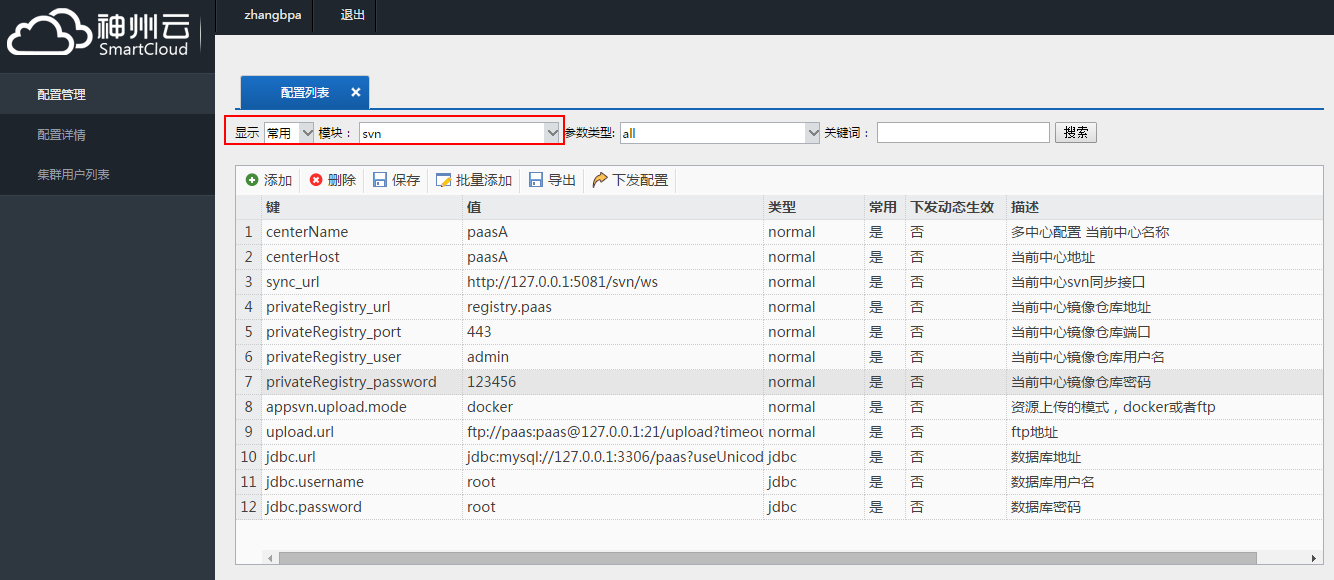 神州云
SmartCloud
zhangbpa 退出
配置管理
配置详情
集群用户列表
配置列表 ×
显示 常用 模块： svn 参数类型: all 关键词： 搜索
添加 删除 保存 批量添加 导出 下发配置
键 值 类型 常用 下发动态生效 描述
1 centerName paasA normal 是 否 多中心配置 当前中心名称
2 centerHost paasA normal 是 否 当前中心地址
3 sync_url http://127.0.0.1:5081/svn/ws normal 是 否 当前中心svn同步接口
4 privateRegistry_url registry.paas normal 是 否 当前中心镜像仓库地址
5 privateRegistry_port 443 normal 是 否 当前中心镜像仓库端口
6 privateRegistry_user admin normal 是 否 当前中心镜像仓库用户名
7 privateRegistry_password 123456 normal 是 否 当前中心镜像仓库密码
8 appsvn.upload.mode docker normal 是 否 资源上传的模式，docker或者ftp
9 upload.url ftp://paas:paas@127.0.0.1:21/upload?timeou normal 是 否 ftp地址
10 jdbc.url jdbc:mysql://127.0.0.1:3306/paas?useUnicod jdbc 是 否 数据库地址
11 jdbc.username root jdbc 是 否 数据库用户名
12 jdbc.password root jdbc 是 否 数据库密码